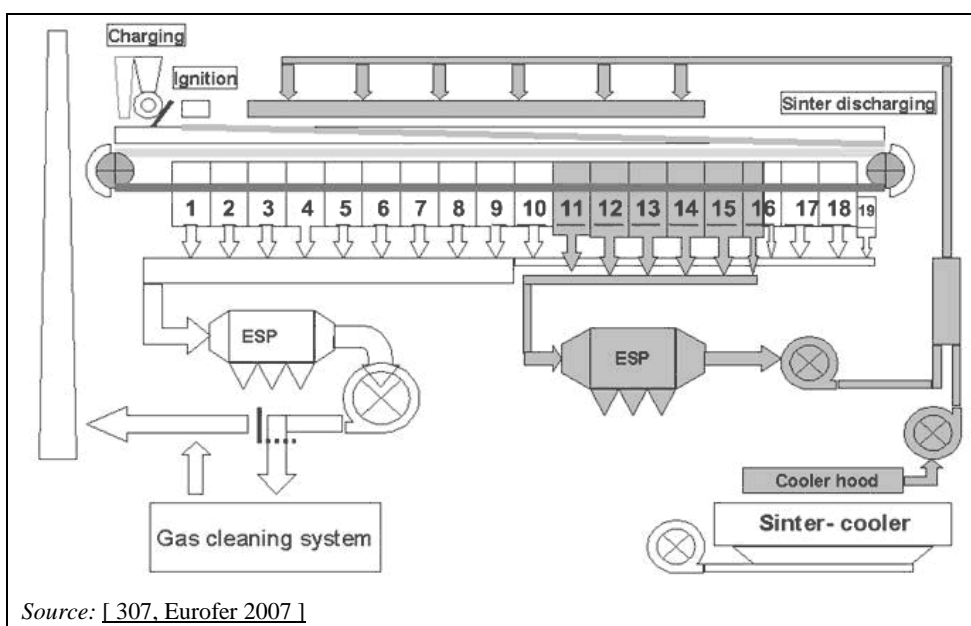 Charging
Ignition
Sinter discharging
1 2 3 4 5 6 7 8 9 10 11 12 13 14 15 16 17 18 19
ESP
ESP
Cooler hood
Sinter- cooler
Gas cleaning system
Source: [ 307, Eurofer 2007 ]